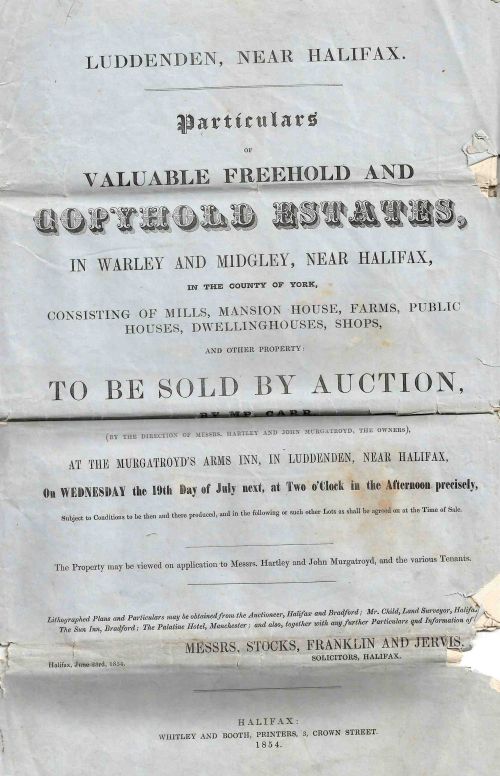 LUDDENDEN, NEAR HALIFAX.
Particulars
OF
VALUABLE FREEHOLD AND
COPYHOLD ESTATES,
IN WARLEY AND MIDGLEY, NEAR HALIFAX,
IN THE COUNTY OF YORK,
CONSISTING OF MILLS, MANSION HOUSE, FARMS, PUBLIC
HOUSES, DWELLINGHOUSES, SHOPS,
AND OTHER PROPERTY:
TO BE SOLD BY AUCTION,
BY MR. CARR
(BY THE DIRECTION OF MESSRS. HARTLEY AND JOHN MURGATROYD, THE OWNERS),
AT THE MURGATROYD'S ARMS INN, IN LUDDENDEN, NEAR HALIFAX,
On WEDNESDAY the 19th Day of July next, at Two o'Clock in the Afternoon precisely,
Subject to Conditions to be then and there produced, and in the following or such other Lots as shall be agreed on at the Time of Sale.
The Property may be viewed on application to Messrs. Hartley and John Murgatroyd, and the various Tenants.
Lithographed Plans and Particulars may be obtained from the Auctioneer, Halifax and Bradford; Mr. Child, Land Surveyor, Halifa
The Sun Inn, Bradford; The Palatine Hotel, Manchester; and also, together with any further Particulars and Information of
MESSRS. STOCKS, FRANKLIN AND JERVIS,
SOLICITORS, HALIFAX.
Halifax, June 23rd, 1854.
HALIFAX:
WHITLEY AND BOOTH, PRINTERS, 3, CROWN STREET.
1854.